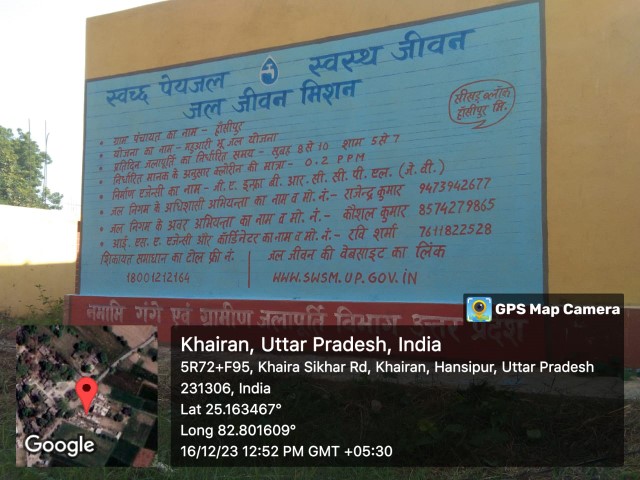 स्वच्छ पेयजल स्वस्थ जीवन
जल जीवन मिशन
सीखड़ ब्लॉक
हाँसीपुर मि.
• ग्राम पंचायत का नाम - हाँसीपुर
• योजना का नाम - मझुआरी भू जल योजना
• प्रतिदिन जलापूर्ति का निर्धारित समय - सुबह 8 से 10 शाम 5 से 7
• निर्धारित मानक के अनुसार क्लोरीन की मात्रा - 0.2 PPM
• निर्माण एजेन्सी का नाम - जी. ए. इन्फ्रा बी. आर. सी. सी. पी. एल. (जे. वी.)
• जल निगम के अधिशासी अभियन्ता का नाम व मो. नं. - राजेन्द्र कुमार 9473942677
• जल निगम के अवर अभियन्ता का नाम व मो. नं. - कौशल कुमार 8574279865
• आई. एस. ए. एजेन्सी और कॉर्डिनेटर का नाम व मो. नं. - रवि शर्मा 7611822528
शिकायत समाधान का टोल फ्री नं.
18001212164
जल जीवन की वेबसाइट का लिंक
WWW.SWSM.UP.GOV.IN
नमामि गंगे एवं ग्रामीण जलापूर्ति विभाग उत्तर प्रदेश
GPS Map Camera
Khairan, Uttar Pradesh, India
5R72+F95, Khaira Sikhar Rd, Khairan, Hansipur, Uttar Pradesh
231306, India
Lat 25.163467°
Long 82.801609°
16/12/23 12:52 PM GMT +05:30
Google